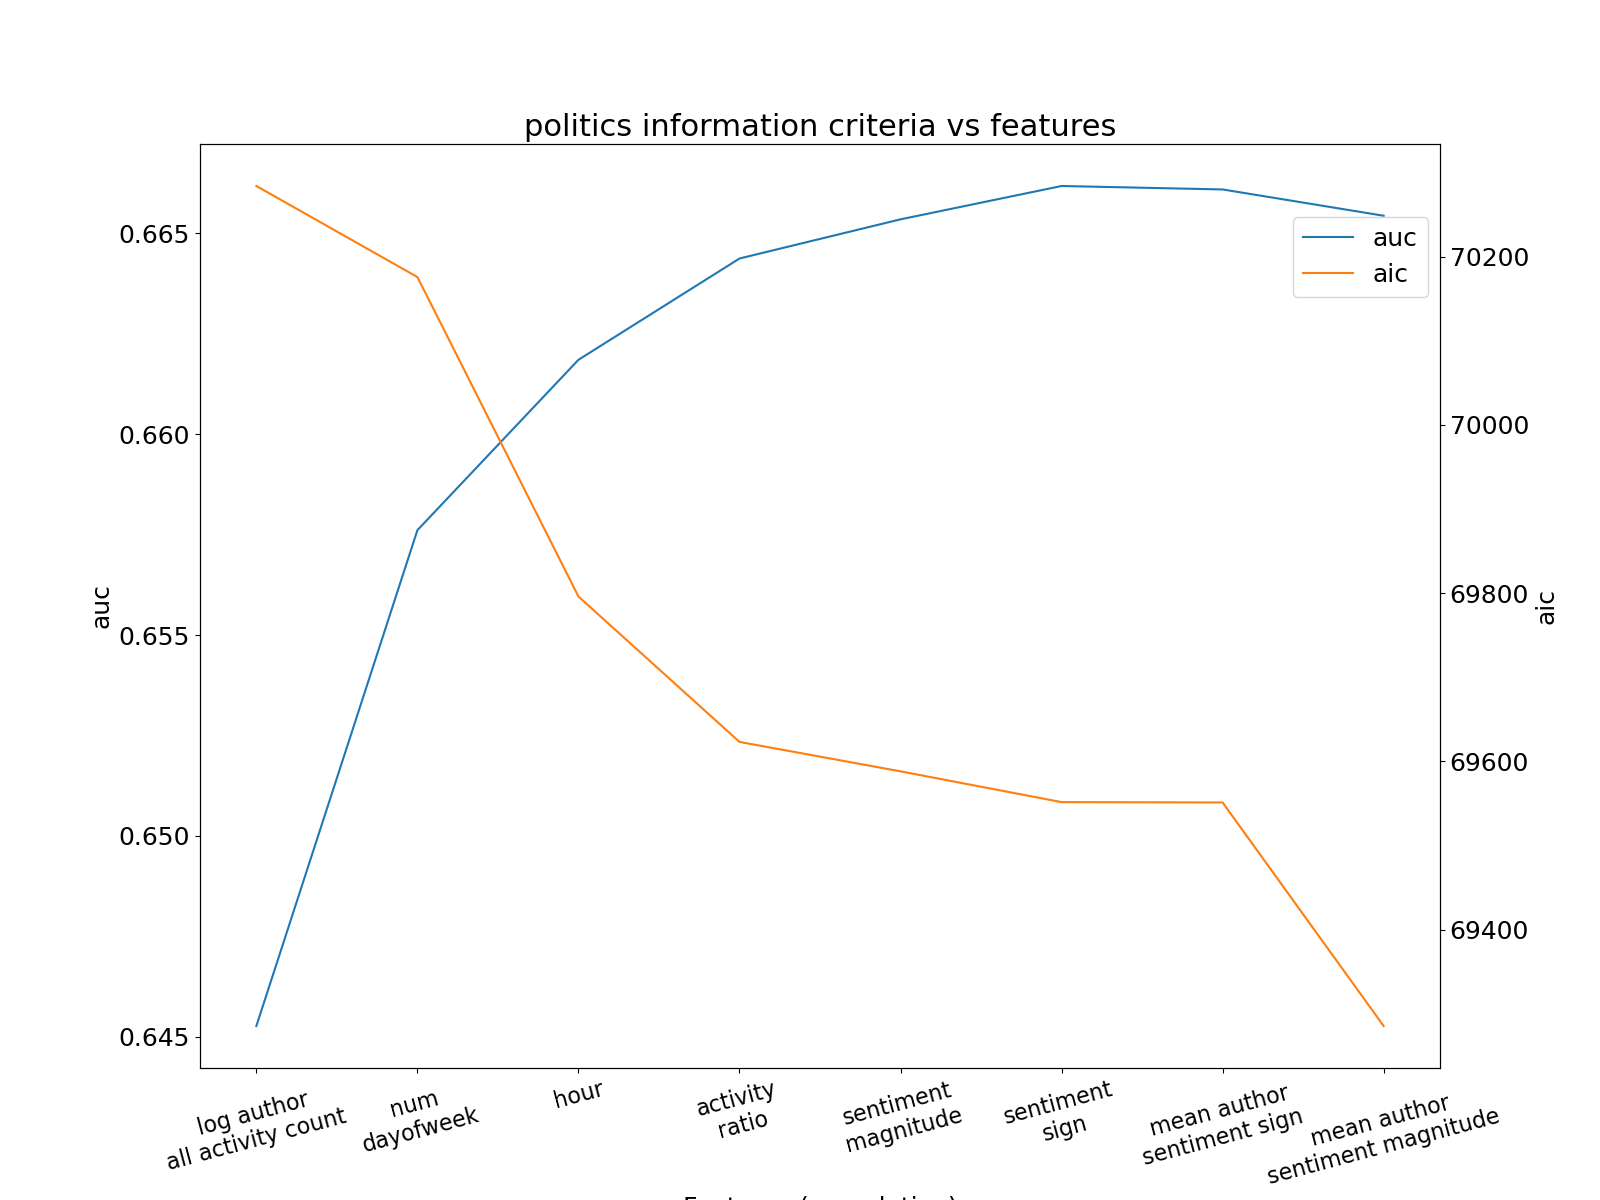 politics information criteria vs features
auc
aic
0.665
0.660
0.655
0.650
0.645
auc
70200
70000
69800
69600
69400
aic
log author
all activity count
num
dayofweek
hour
activity
ratio
sentiment
magnitude
sentiment
sign
mean author
sentiment sign
mean author
sentiment magnitude